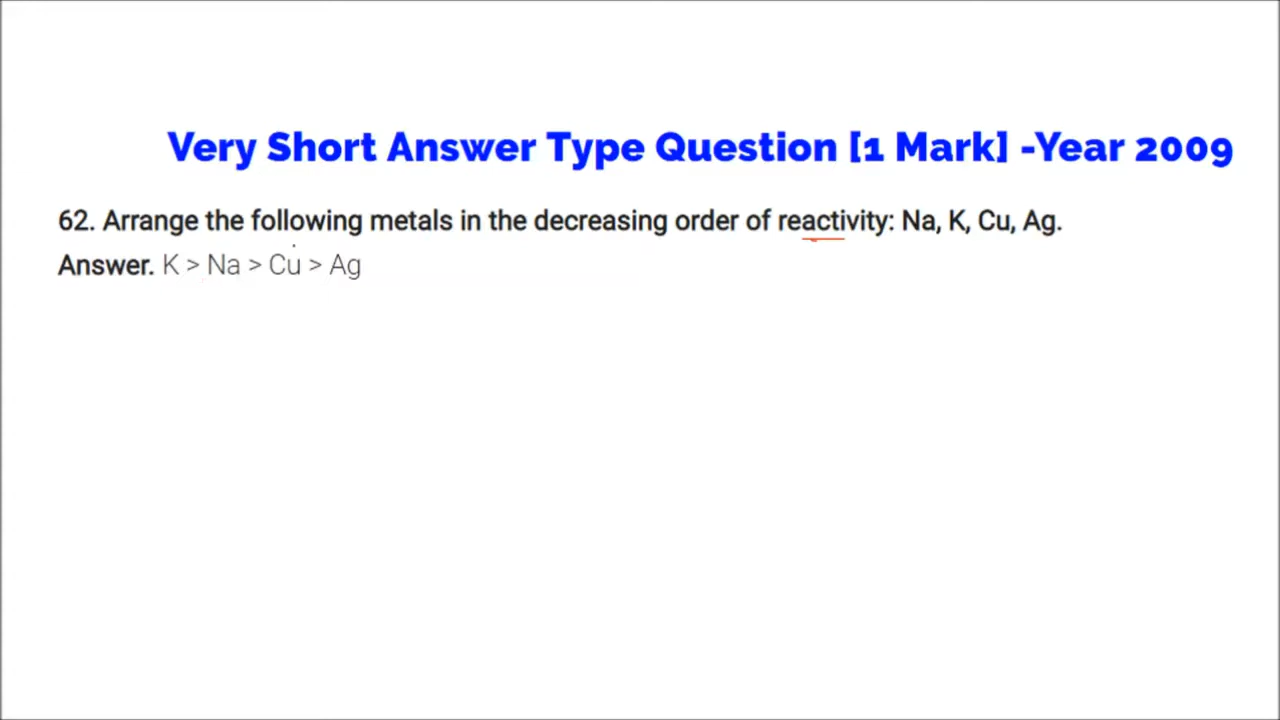 Very Short Answer Type Question [1 Mark] -Year 2009
62. Arrange the following metals in the decreasing order of reactivity: Na, K, Cu, Ag.
Answer. K > Na > Cu > Ag